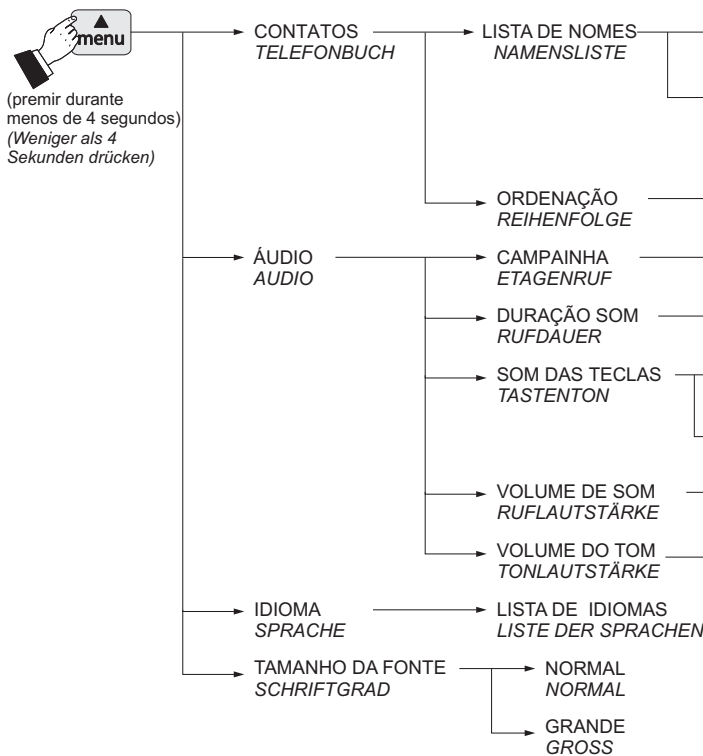 menu
(premir durante
menos de 4 segundos)
(Weniger als 4
Sekunden drücken)
CONTATOS
TELEFONBUCH
LISTA DE NOMES
NAMENSLISTE
ORDENAÇÃO
REIHENFOLGE
ÁUDIO
AUDIO
CAMPAINHA
ETAGENRUF
DURAÇÃO SOM
RUFDAUER
SOM DAS TECLAS
TASTENTON
VOLUME DE SOM
RUFLAUTSTÄRKE
VOLUME DO TOM
TONLAUTSTÄRKE
IDIOMA
SPRACHE
LISTA DE IDIOMAS
LISTE DER SPRACHEN
TAMANHO DA FONTE
SCHRIFTGRAD
NORMAL
NORMAL
GRANDE
GROSS